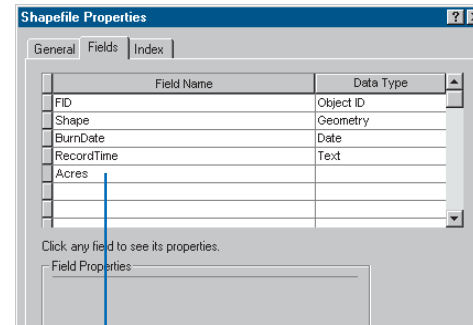 Shapefile Properties
General Fields Index
Field Name Data Type
FID Object ID
Shape Geometry
BurnDate Date
RecordTime Text
Acres
Click any field to see its properties.
Field Properties